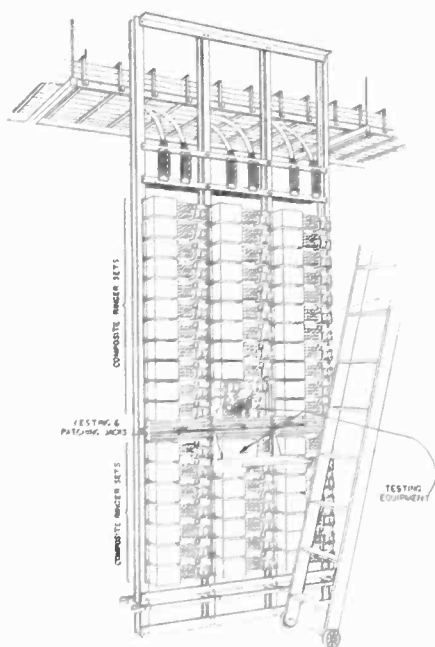 COMPOSITE RINGER SETS
TESTING &
PATCHING JACKS
COMPOSITE RINGER SETS
TESTING
EQUIPMENT